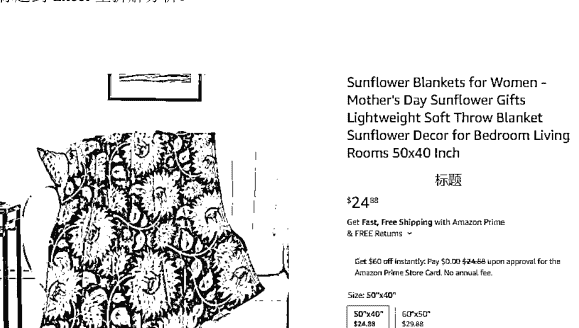 Sunflower Blankets for Women -
Mother's Day Sunflower Gifts
Lightweight Soft Throw Blanket
Sunflower Decor for Bedroom Living
Rooms 50x40 Inch
标题
$24⁸⁸
Get Fast, Free Shipping with Amazon Prime
& FREE Returns
Get $60 off instantly: Pay $0.00 $24.88 upon approval for the
Amazon Prime Store Card. No annual fee.
Size: 50"x40"
50"x40" 60"x50"
$24.88 $29.88